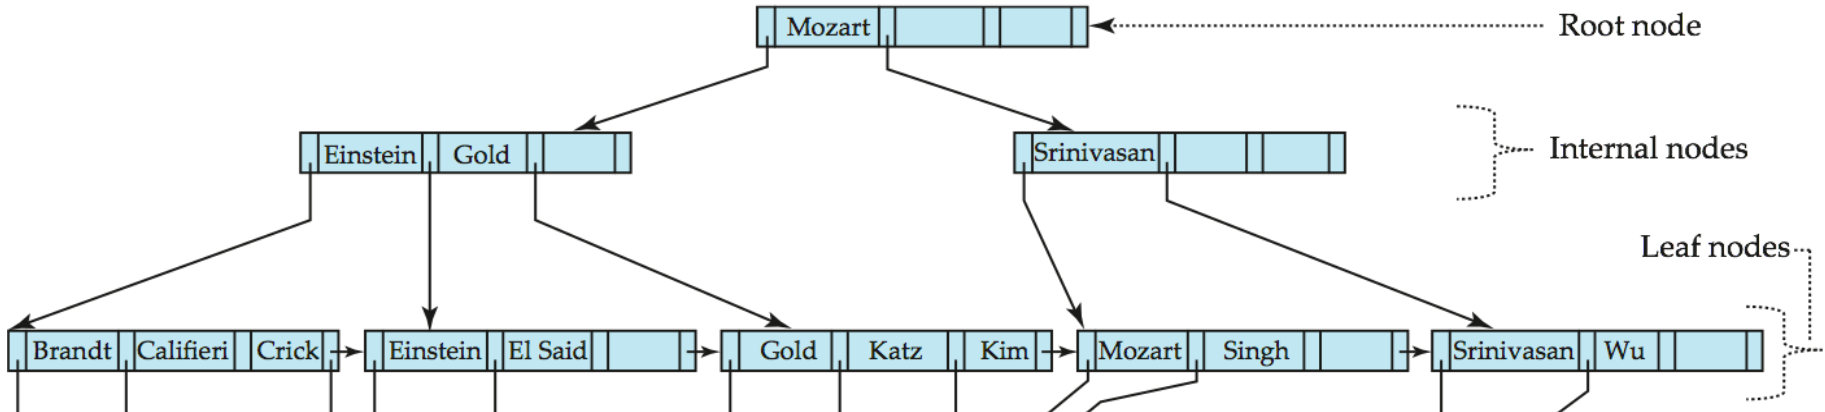 Mozart
Root node
Einstein Gold
Srinivasan
Internal nodes
Leaf nodes
Brandt Califieri Crick
Einstein El Said
Gold Katz Kim
Mozart Singh
Srinivasan Wu